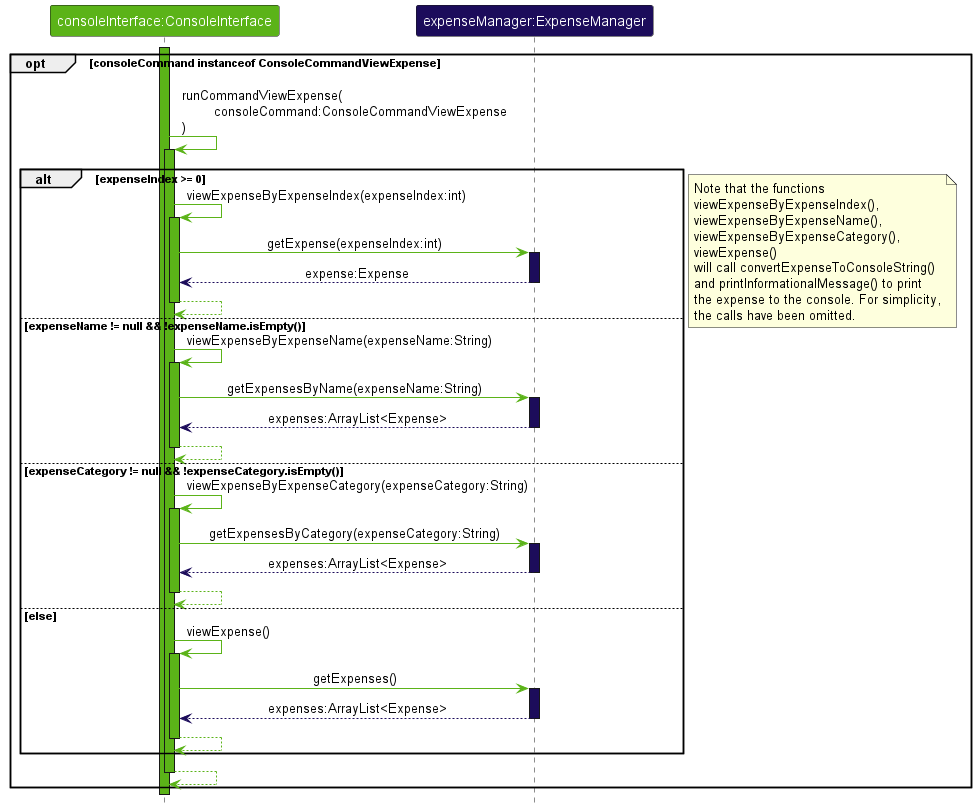 consoleInterface:ConsoleInterface
expenseManager:ExpenseManager
opt
[consoleCommand instanceof ConsoleCommandViewExpense]
runCommandViewExpense(
consoleCommand:ConsoleCommandViewExpense
)
alt
[expenseIndex >= 0]
viewExpenseByExpenseIndex(expenseIndex:int)
getExpense(expenseIndex:int)
expense:Expense
Note that the functions
viewExpenseByExpenseIndex(),
viewExpenseByExpenseName(),
viewExpenseByExpenseCategory(),
viewExpense()
will call convertExpenseToConsoleString()
and printInformationalMessage() to print
the expense to the console. For simplicity,
the calls have been omitted.
[expenseName != null && !expenseName.isEmpty()]
viewExpenseByExpenseName(expenseName:String)
getExpensesByName(expenseName:String)
expenses:ArrayList<Expense>
[expenseCategory != null && !expenseCategory.isEmpty()]
viewExpenseByExpenseCategory(expenseCategory:String)
getExpensesByCategory(expenseCategory:String)
expenses:ArrayList<Expense>
[else]
viewExpense()
getExpenses()
expenses:ArrayList<Expense>